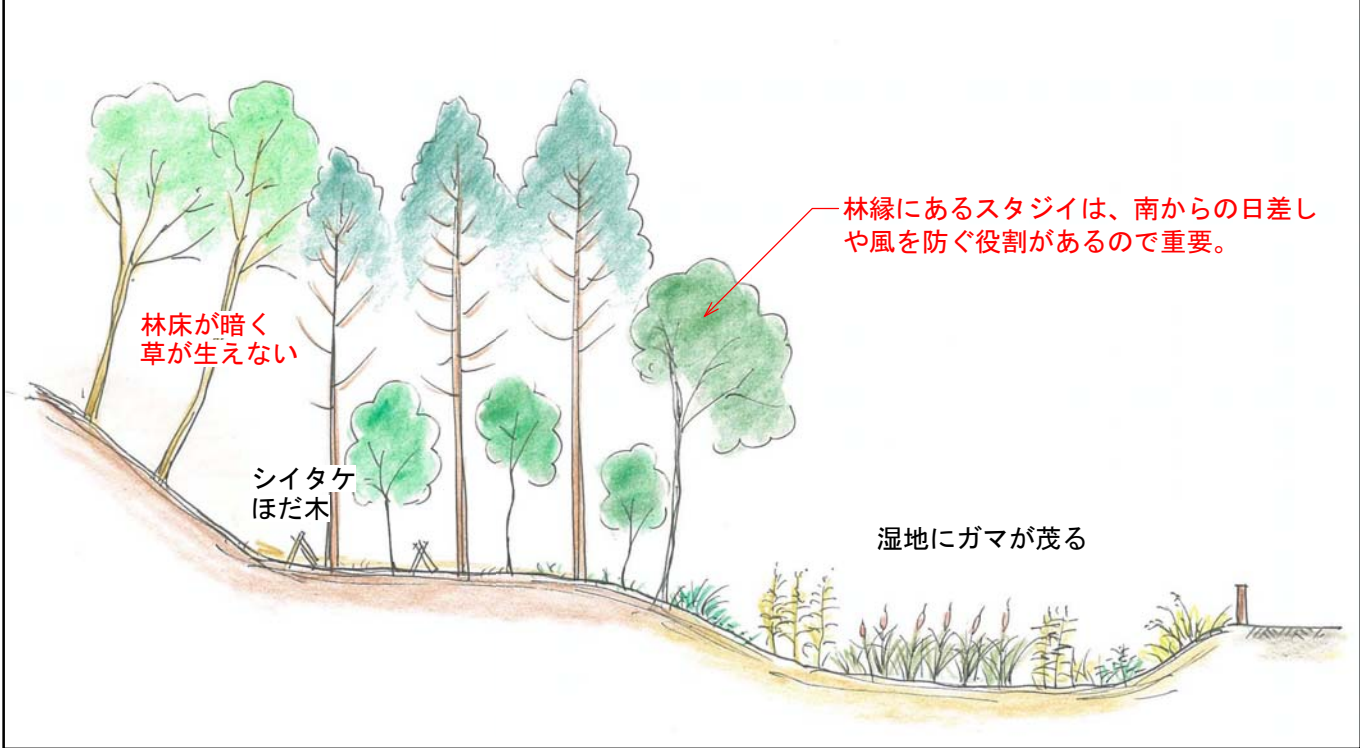 林縁にあるスタジイは、南からの日差し
や風を防ぐ役割があるので重要。
林床が暗く
草が生えない
シイタケ
ほだ木
湿地にガマが茂る